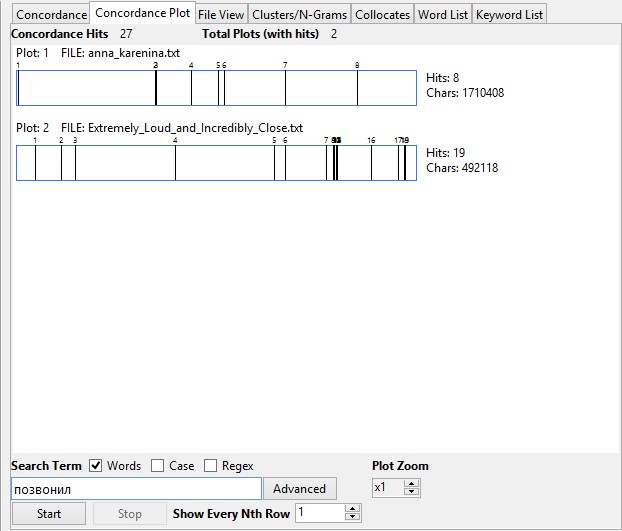 Concordance Concordance Plot File View Clusters/N-Grams Collocates Word List Keyword List
Concordance Hits 27 Total Plots (with hits) 2
Plot: 1 FILE: anna_karenina.txt
1 4 5 6 7 8
Hits: 8
Chars: 1710408
Plot: 2 FILE: Extremely_Loud_and_Incredibly_Close.txt
1 2 3 4 5 6 7 16
Hits: 19
Chars: 492118
Search Term Words Case Regex Plot Zoom
позвонил Advanced x1
Start Stop Show Every Nth Row 1